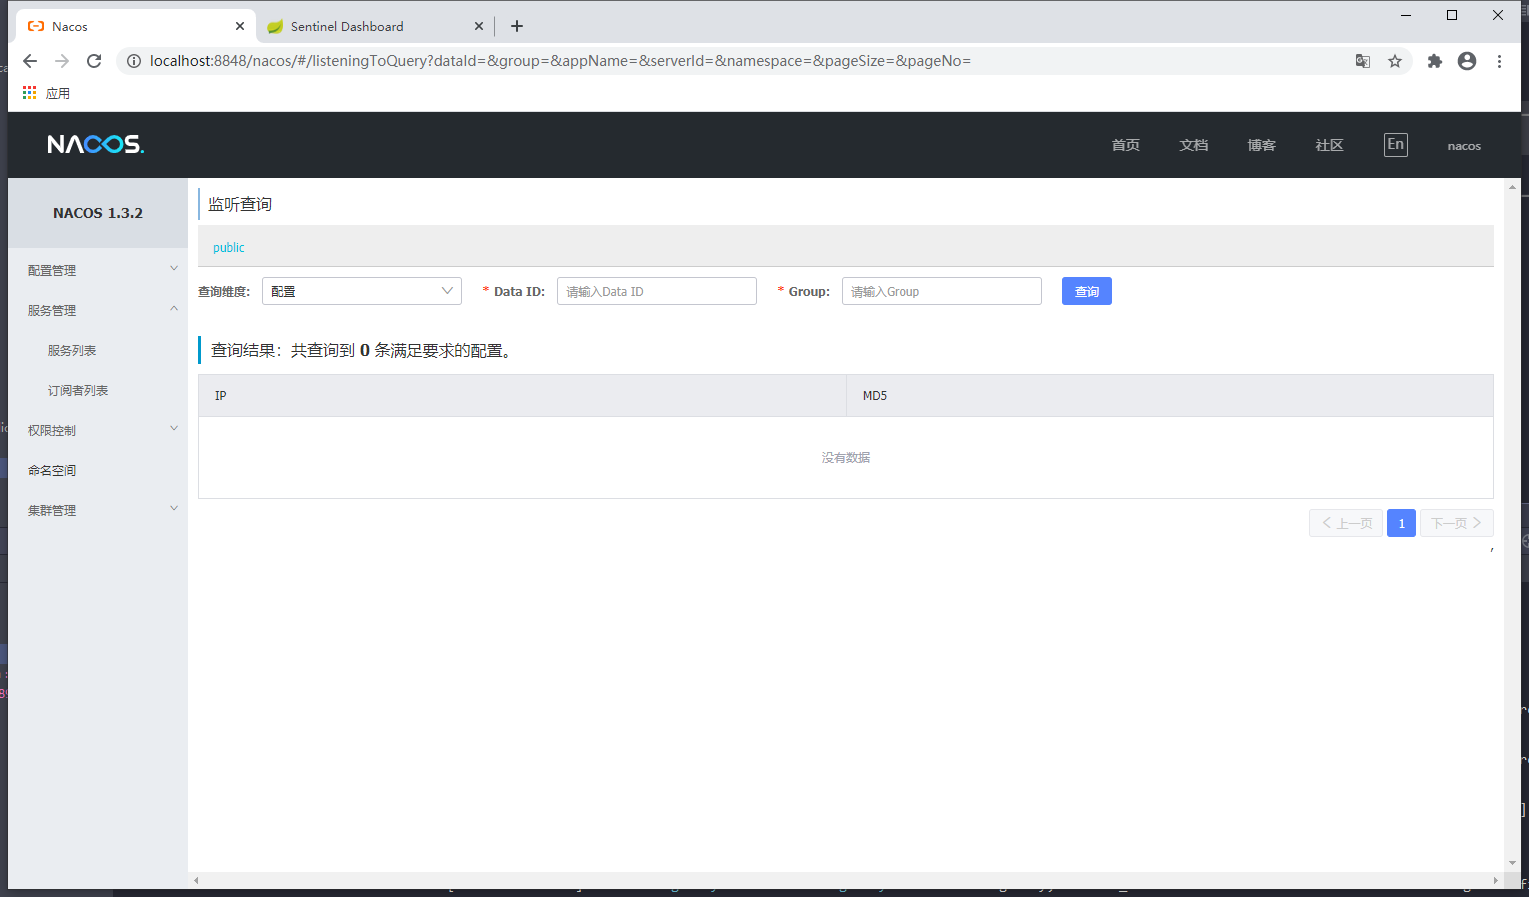 Nacos
Sentinel Dashboard
localhost:8848/nacos/#/listeningToQuery?dataId=&group=&appName=&serverId=&namespace=&pageSize=&pageNo=
应用
NACOS.
首页
文档
博客
社区
En
nacos
NACOS 1.3.2
配置管理
服务管理
服务列表
订阅者列表
权限控制
命名空间
集群管理
监听查询
public
查询维度: 配置 * Data ID: 请输入Data ID * Group: 请输入Group 查询
查询结果：共查询到 0 条满足要求的配置。
IP MD5
没有数据
上一页 1 下一页
,